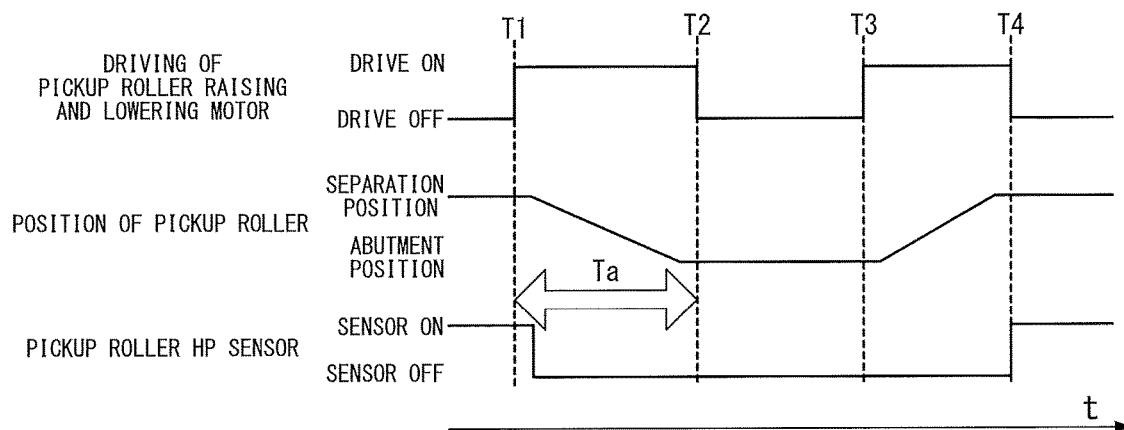 T1 T2 T3 T4
DRIVING OF
PICKUP ROLLER RAISING
AND LOWERING MOTOR
DRIVE ON
DRIVE OFF
POSITION OF PICKUP ROLLER
SEPARATION
POSITION
ABUTMENT
POSITION
Ta
PICKUP ROLLER HP SENSOR
SENSOR ON
SENSOR OFF
t